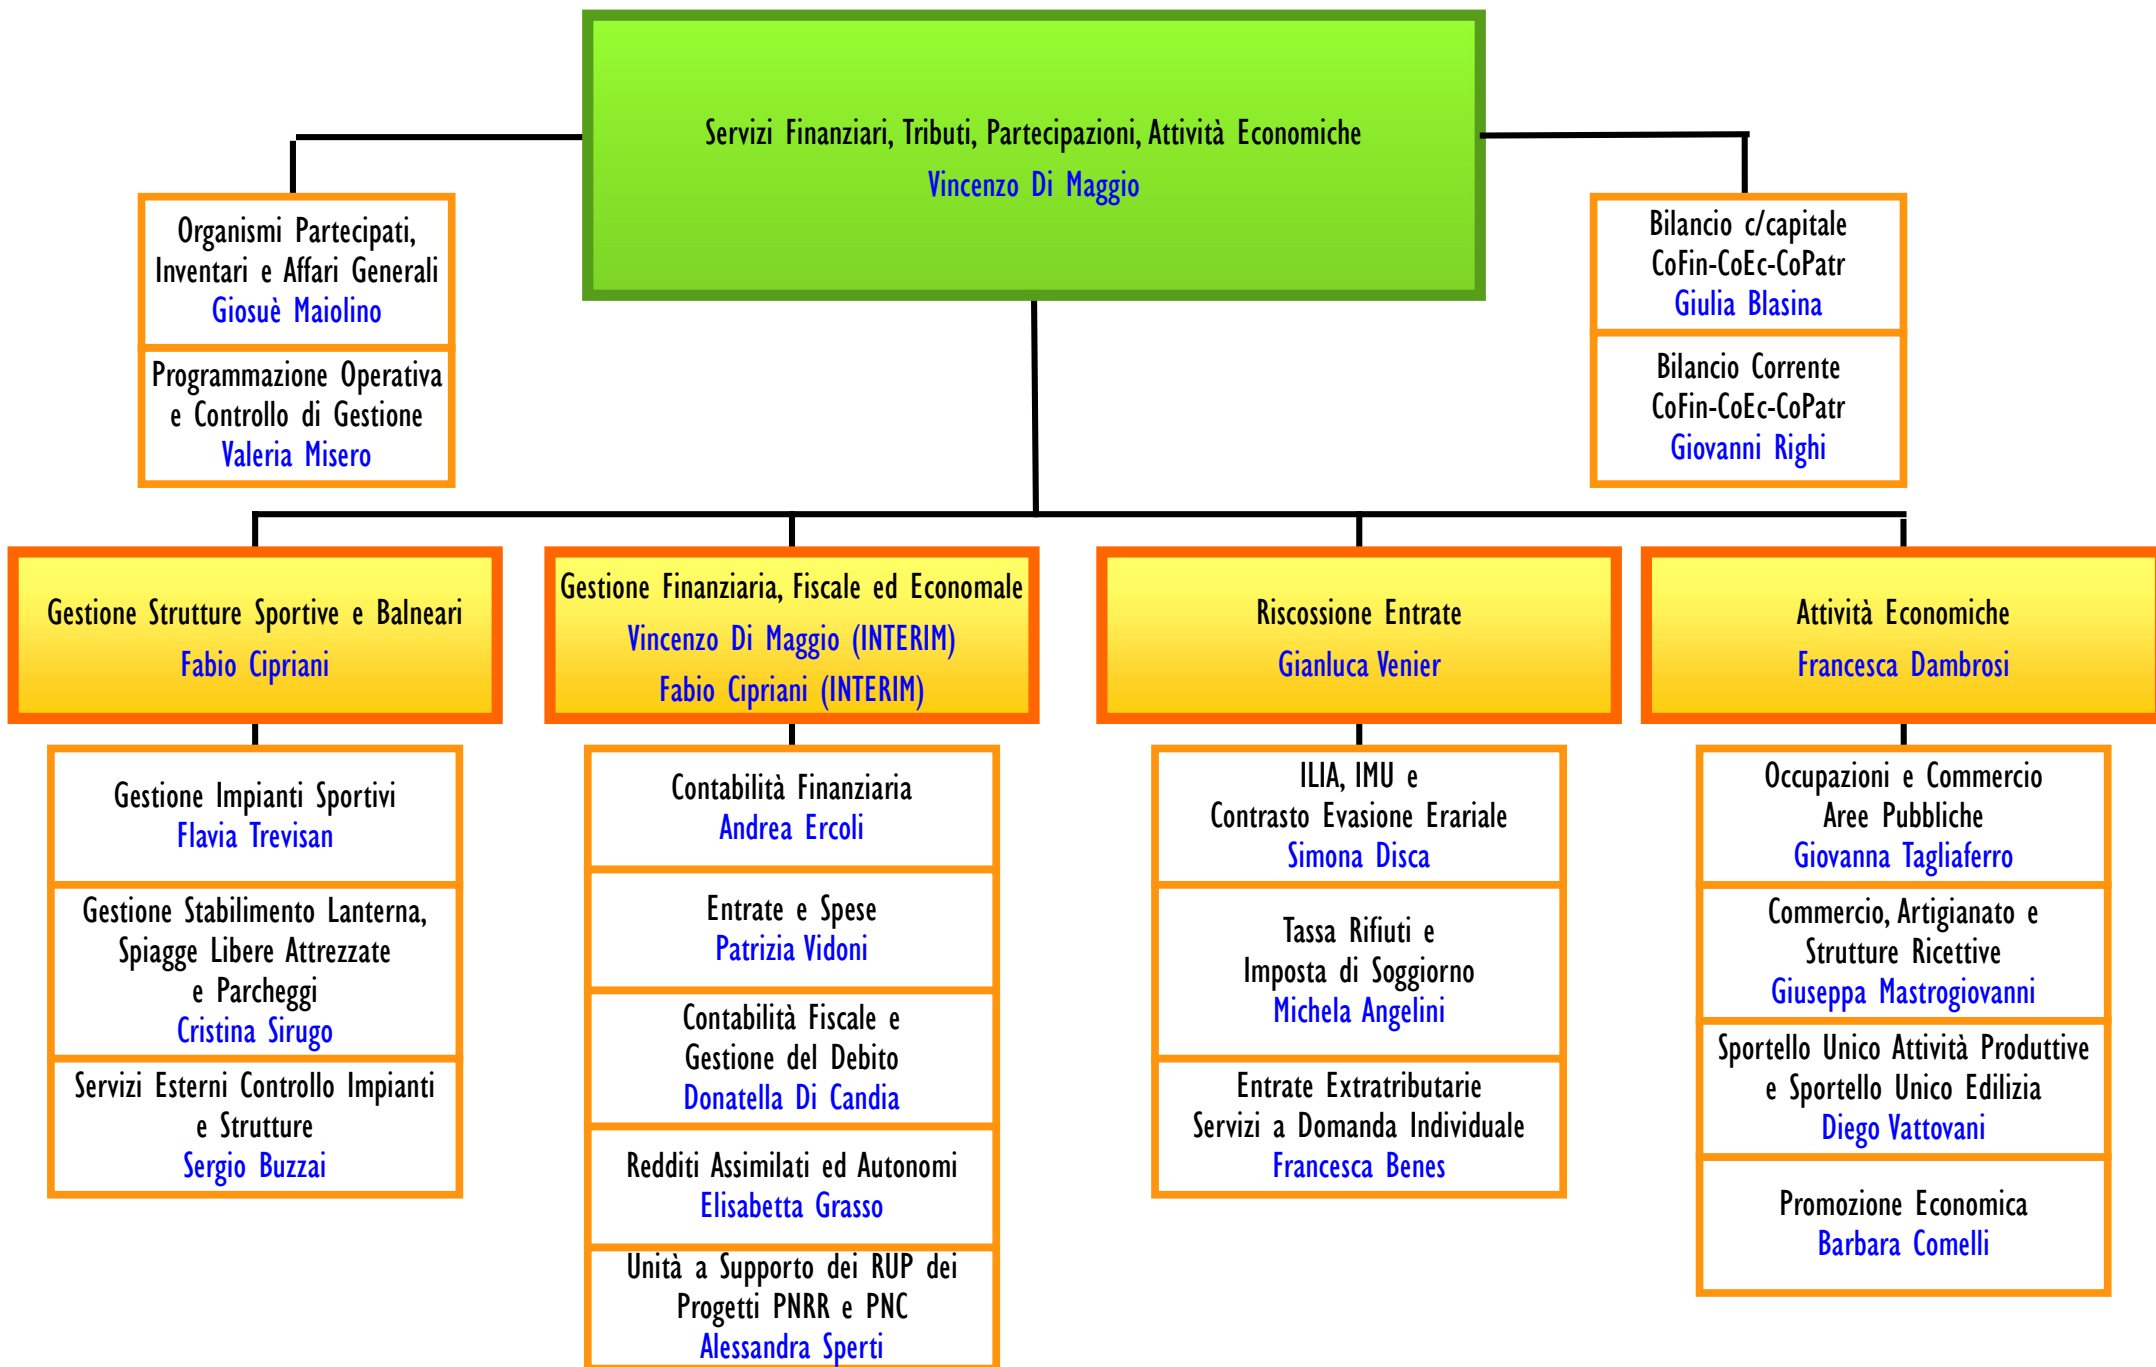 Servizi Finanziari, Tributi, Partecipazioni, Attività Economiche
Vincenzo Di Maggio
Organismi Partecipati,
Inventari e Affari Generali
Giosuè Maiolino
Programmazione Operativa
e Controllo di Gestione
Valeria Misero
Bilancio c/capitale
CoFin-CoEc-CoPatr
Giulia Blasina
Bilancio Corrente
CoFin-CoEc-CoPatr
Giovanni Righi
Gestione Strutture Sportive e Balneari
Fabio Cipriani
Gestione Impianti Sportivi
Flavia Trevisan
Gestione Stabilimento Lanterna,
Spiagge Libere Attrezzate
e Parcheggi
Cristina Sirugo
Servizi Esterni Controllo Impianti
e Strutture
Sergio Buzzai
Gestione Finanziaria, Fiscale ed Economale
Vincenzo Di Maggio (INTERIM)
Fabio Cipriani (INTERIM)
Contabilità Finanziaria
Andrea Ercoli
Entrate e Spese
Patrizia Vidoni
Contabilità Fiscale e
Gestione del Debito
Donatella Di Candia
Redditi Assimilati ed Autonomi
Elisabetta Grasso
Unità a Supporto dei RUP dei
Progetti PNRR e PNC
Alessandra Sperti
Riscossione Entrate
Gianluca Venier
ILIA, IMU e
Contrasto Evasione Erariale
Simona Disca
Tassa Rifiuti e
Imposta di Soggiorno
Michela Angelini
Entrate Extratributarie
Servizi a Domanda Individuale
Francesca Benes
Attività Economiche
Francesca Dambrosi
Occupazioni e Commercio
Aree Pubbliche
Giovanna Tagliaferro
Commercio, Artigianato e
Strutture Ricettive
Giuseppa Mastrogiovanni
Sportello Unico Attività Produttive
e Sportello Unico Edilizia
Diego Vattovani
Promozione Economica
Barbara Comelli